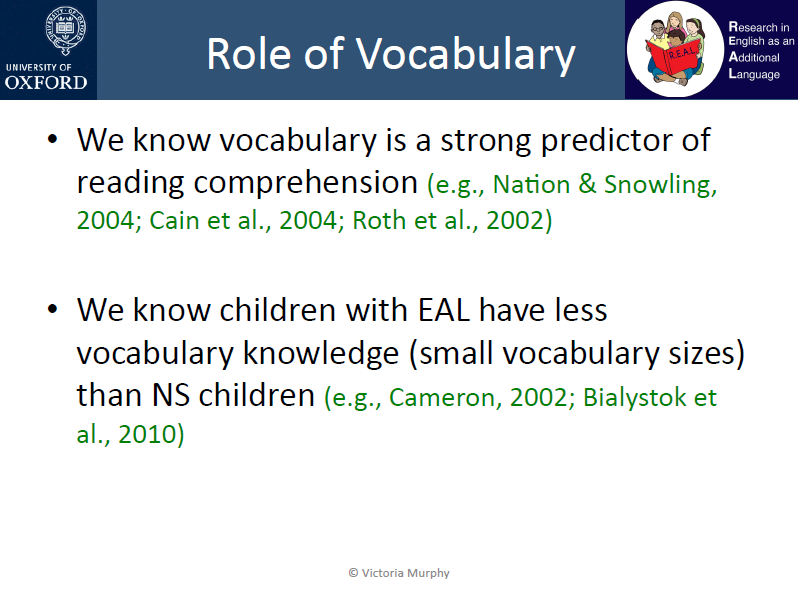 UNIVERSITY OF
OXFORD
Role of Vocabulary
R.E.A.L.
Research in
English as an
Additional
Language
• We know vocabulary is a strong predictor of
reading comprehension (e.g., Nation & Snowling,
2004; Cain et al., 2004; Roth et al., 2002)
• We know children with EAL have less
vocabulary knowledge (small vocabulary sizes)
than NS children (e.g., Cameron, 2002; Bialystok et
al., 2010)
© Victoria Murphy